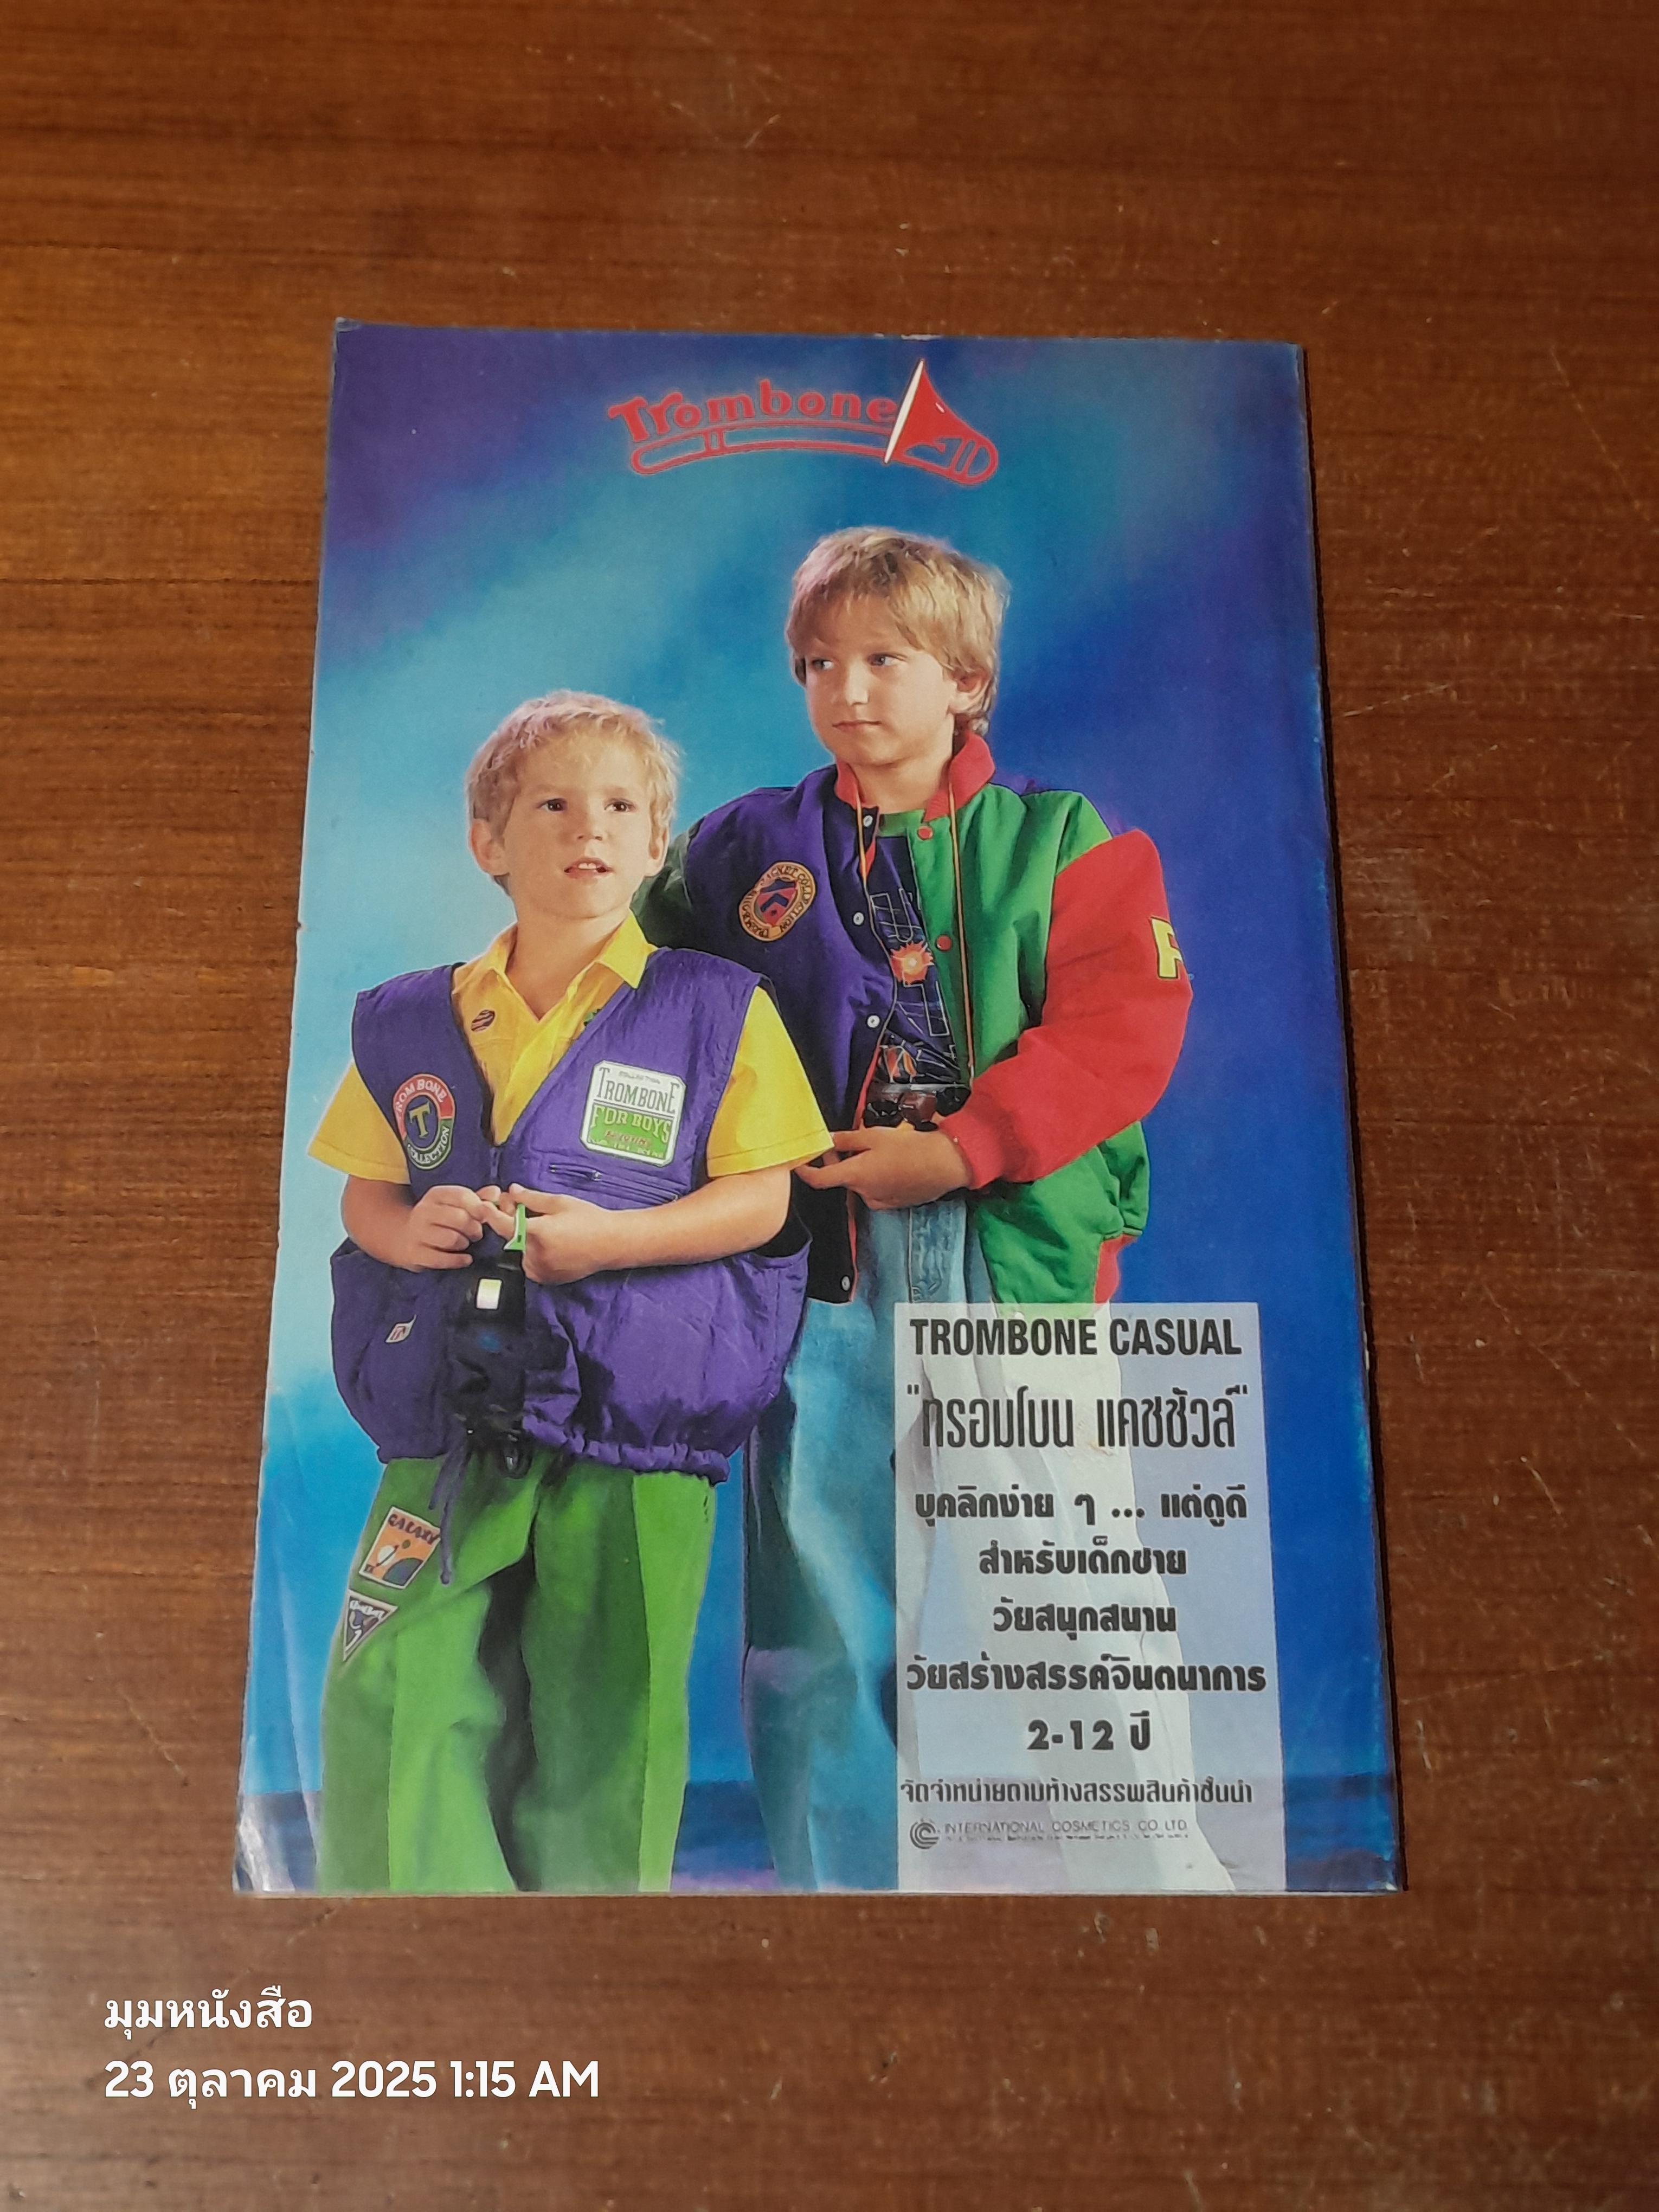 Trombone
TROMBONE
T
COLLECTION
COLLECTION
TROMBONE
FOR BOYS
GALAXY
TROMBONE CASUAL
"ทรอมโบน แคชชัวล์"
บุคลิกง่าย ๆ ... แต่ดูดี
สำหรับเด็กชาย
วัยสนุกสนาน
วัยสร้างสรรค์จินตนาการ
2-12 ปี
จัดจำหน่ายตามห้างสรรพสินค้าชั้นนำ
INTERNATIONAL COSMETICS CO. LTD.
มุมหนังสือ
23 ตุลาคม 2025 1:15 AM